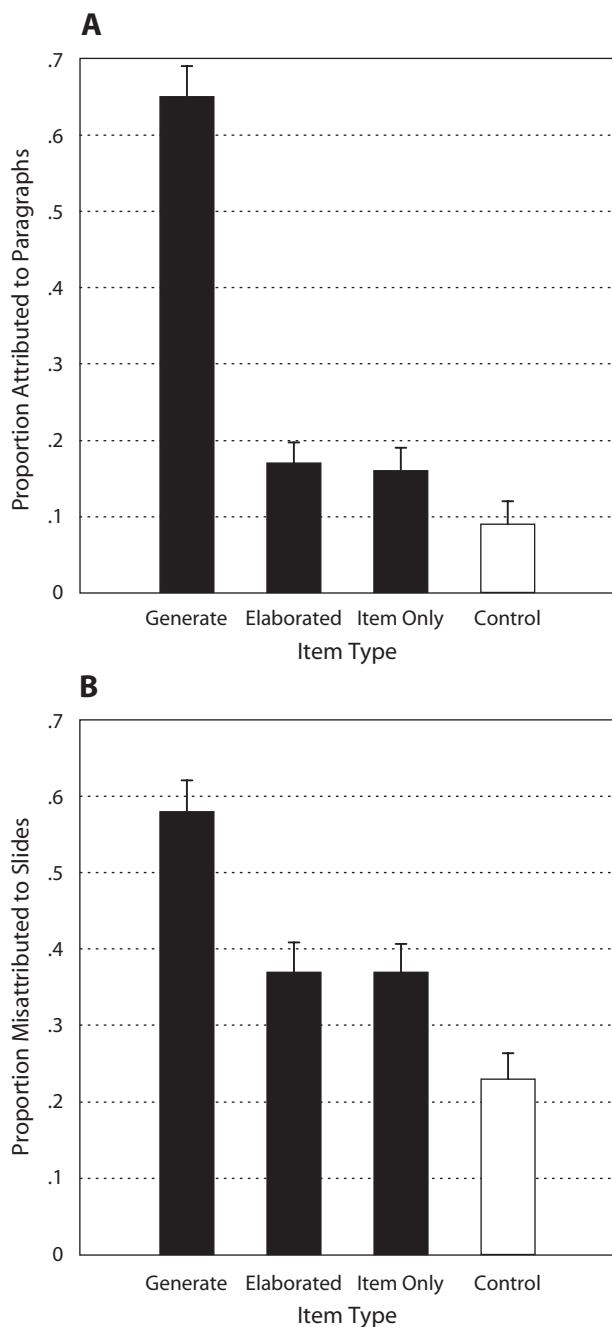 A
Proportion Attributed to Paragraphs
.7
.6
.5
.4
.3
.2
.1
0
Generate Elaborated Item Only Control
Item Type
B
Proportion Misattributed to Slides
.7
.6
.5
.4
.3
.2
.1
0
Generate Elaborated Item Only Control
Item Type